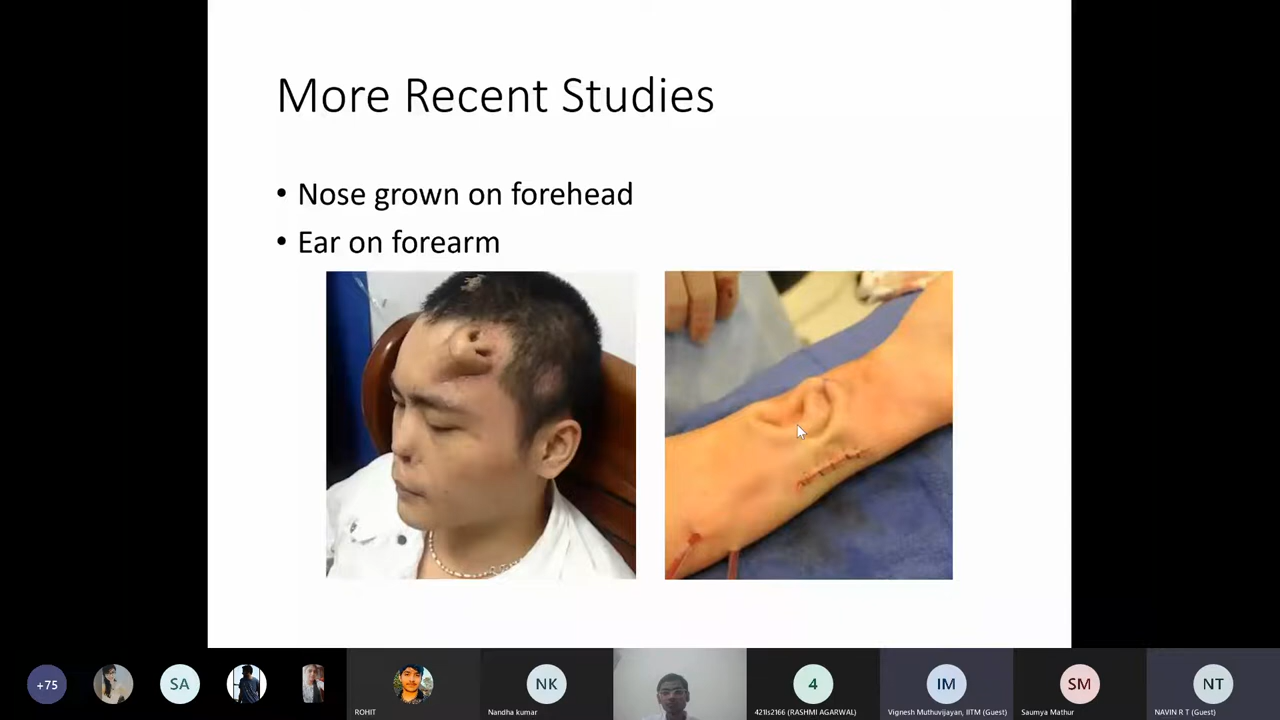 More Recent Studies
• Nose grown on forehead
• Ear on forearm
+75
SA
ROHIT
NK
Nandha kumar
4
421ls2166 (RASHMI AGARWAL)
IM
Vignesh Muthuvijayan, IITM (Guest)
SM
Saumya Mathur
NT
NAVIN R T (Guest)